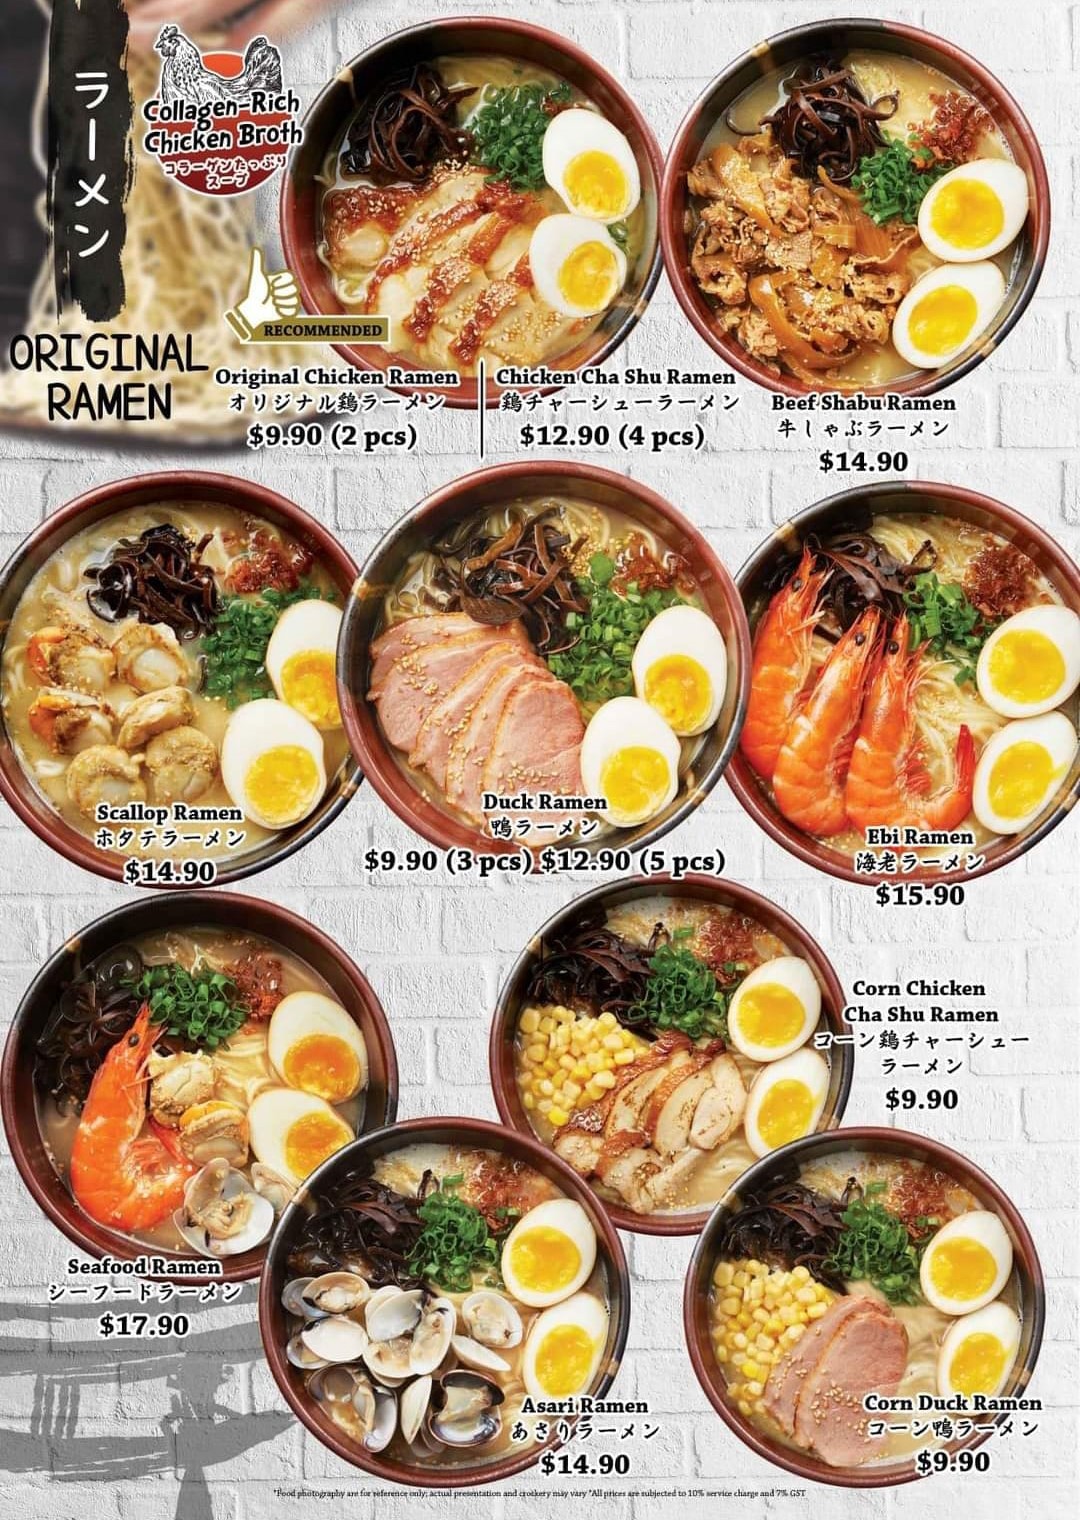 ラーメン
Collagen-Rich
Chicken Broth
コラーゲンたっぷり
スープ
RECOMMENDED
ORIGINAL
RAMEN
Original Chicken Ramen
オリジナル鶏ラーメン
$9.90 (2 pcs)
Chicken Cha Shu Ramen
鶏チャーシューラーメン
$12.90 (4 pcs)
Beef Shabu Ramen
牛しゃぶラーメン
$14.90
Scallop Ramen
ホタテラーメン
$14.90
Duck Ramen
鴨ラーメン
$9.90 (3 pcs) $12.90 (5 pcs)
Ebi Ramen
海老ラーメン
$15.90
Corn Chicken
Cha Shu Ramen
コーン鶏チャーシュー
ラーメン
$9.90
Seafood Ramen
シーフードラーメン
$17.90
Asari Ramen
あさりラーメン
$14.90
Corn Duck Ramen
コーン鴨ラーメン
$9.90
*Food photography are for reference only; actual presentation and crotkery may vary *All prices are subjected to 10% service charge and 7% GST